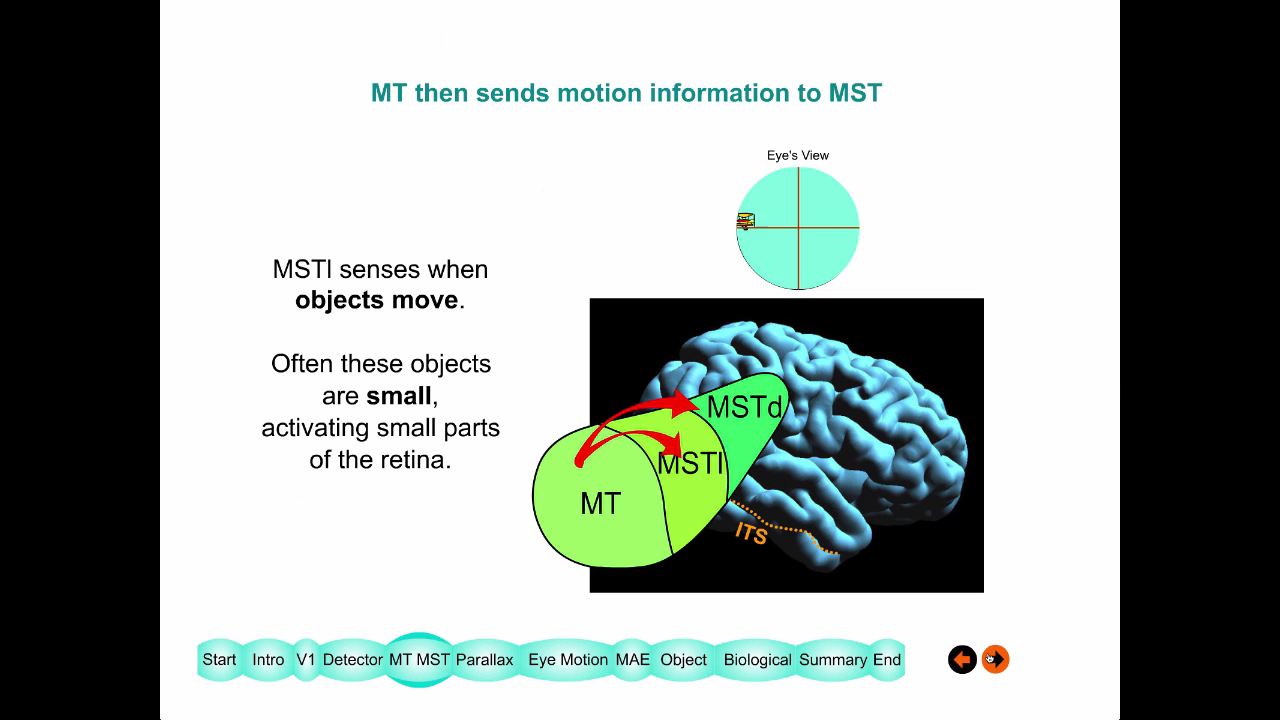 MT then sends motion information to MST
Eye's View
MSTl senses when
objects move.
Often these objects
are small,
activating small parts
of the retina.
MSTd
MSTl
MT
ITS
Start Intro V1 Detector MT MST Parallax Eye Motion MAE Object Biological Summary End